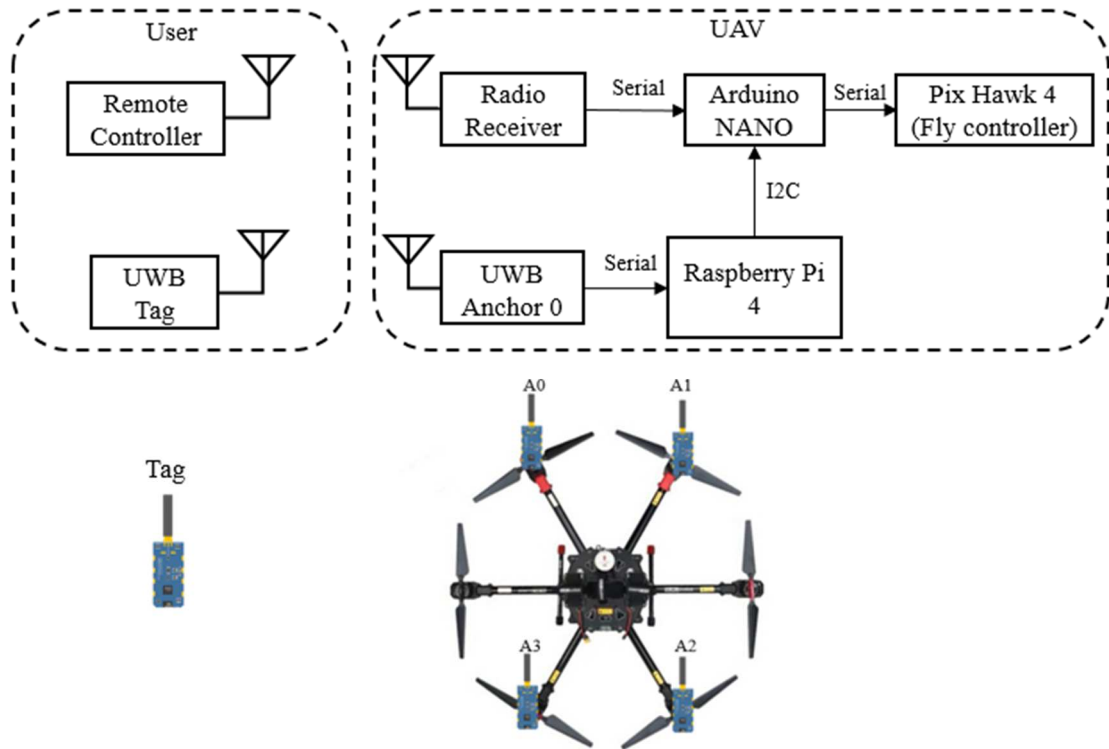 User
UAV
Remote
Controller
Radio
Receiver
Serial
Arduino
NANO
Serial
Pix Hawk 4
(Fly controller)
I2C
UWB
Tag
UWB
Anchor 0
Serial
Raspberry Pi
4
Tag
A0
A1
A3
A2